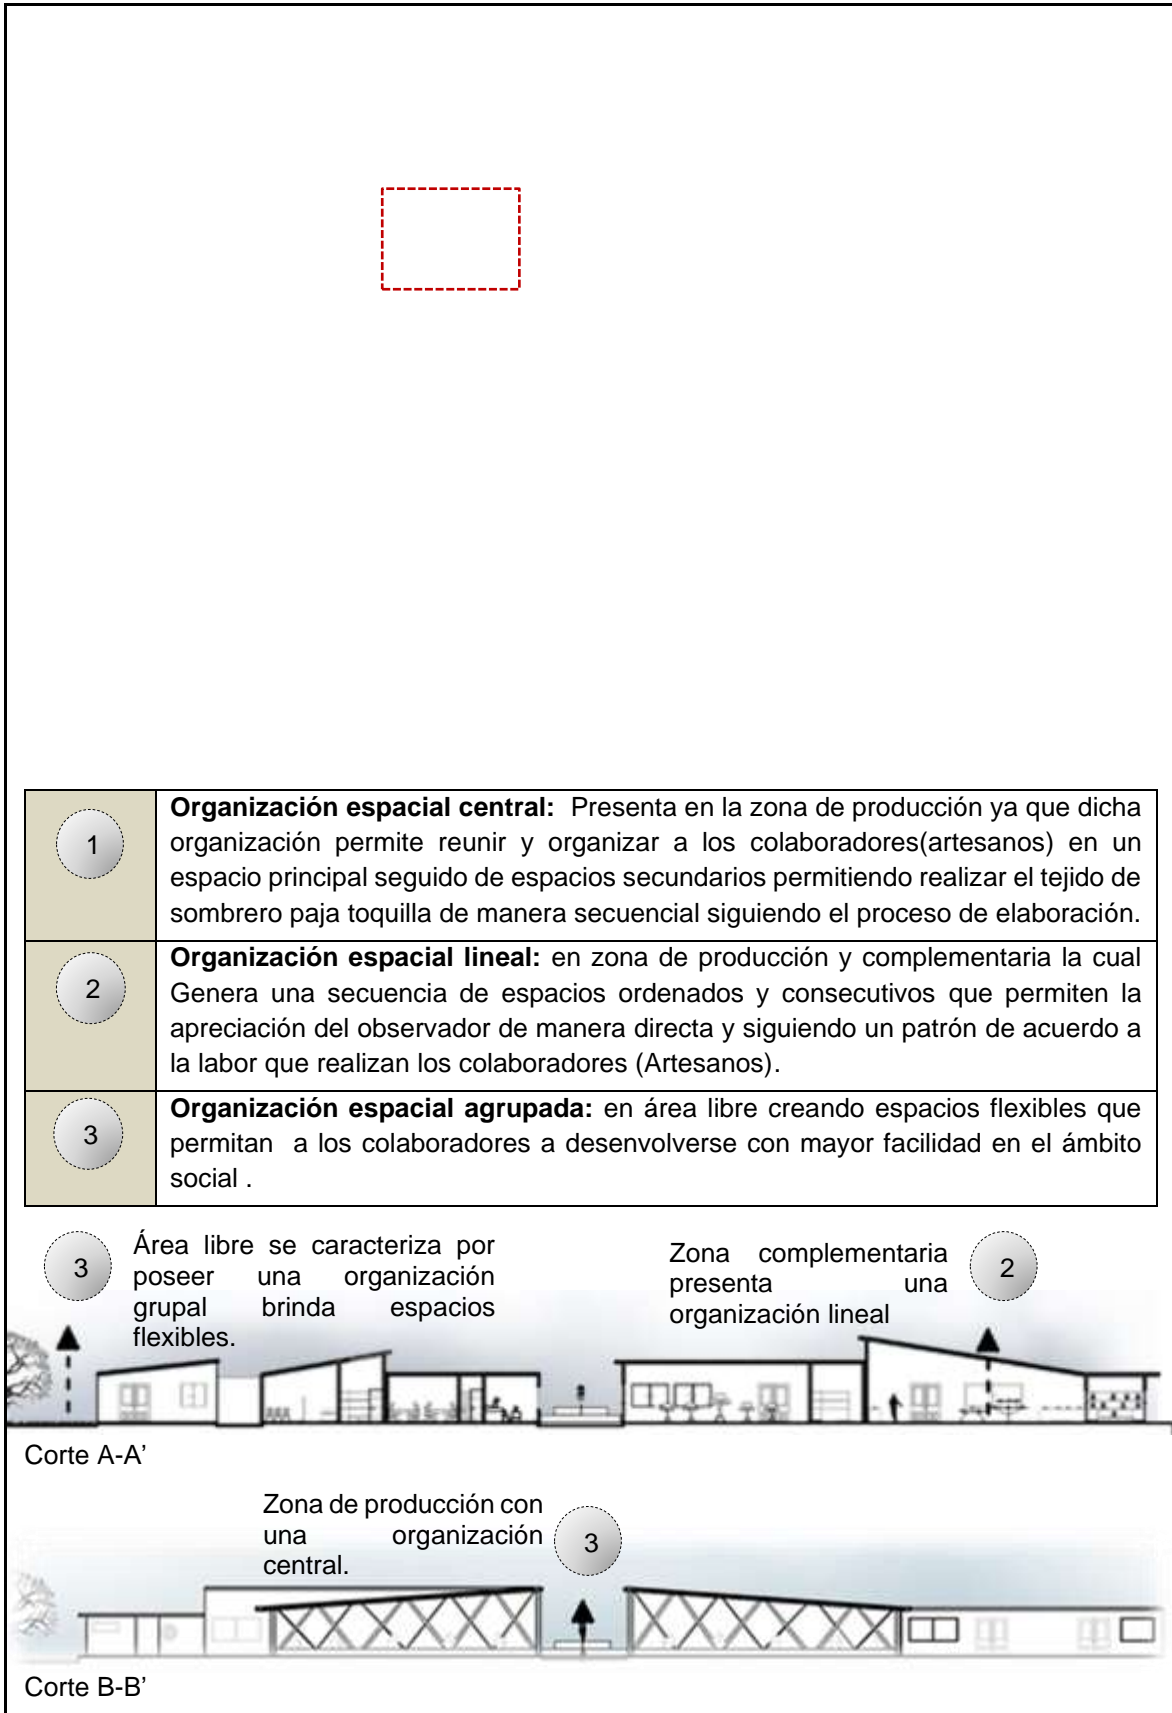 1
Organización espacial central: Presenta en la zona de producción ya que dicha
organización permite reunir y organizar a los colaboradores(artesanos) en un
espacio principal seguido de espacios secundarios permitiendo realizar el tejido de
sombrero paja toquilla de manera secuencial siguiendo el proceso de elaboración.
2
Organización espacial lineal: en zona de producción y complementaria la cual
Genera una secuencia de espacios ordenados y consecutivos que permiten la
apreciación del observador de manera directa y siguiendo un patrón de acuerdo a
la labor que realizan los colaboradores (Artesanos).
3
Organización espacial agrupada: en área libre creando espacios flexibles que
permitan a los colaboradores a desenvolverse con mayor facilidad en el ámbito
social .
3
Área libre se caracteriza por
poseer una organización
grupal brinda espacios
flexibles.
Zona complementaria
presenta una
organización lineal
2
Corte A-A’
Zona de producción con
una organización
central.
3
Corte B-B’